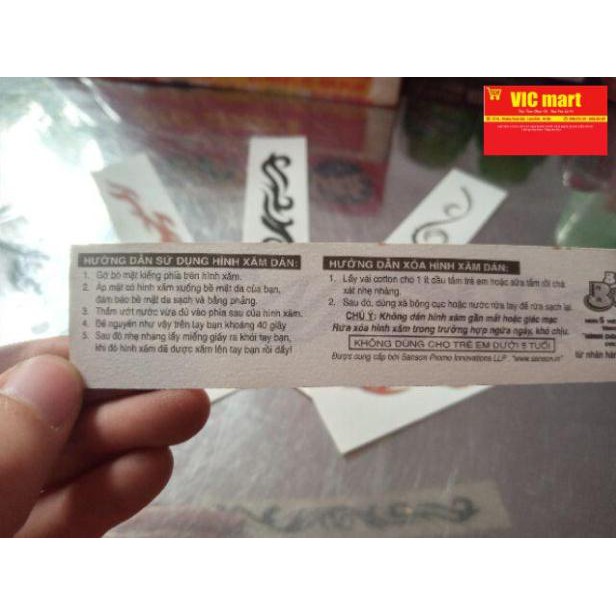 VIC mart
HƯỚNG DẪN SỬ DỤNG HÌNH XĂM DÁN:
1. Gỡ bỏ mặt kiếng phía trên hình xăm.
2. Áp mặt có hình xăm xuống bề mặt da của bạn,
đảm bảo bề mặt da sạch và bằng phẳng.
3. Thấm ướt nước vừa đủ vào phía sau của hình xăm.
4. Để nguyên như vậy trên tay bạn khoảng 40 giây
5. Sau đó nhẹ nhàng lấy miếng giấy ra khỏi tay bạn,
khi đó hình xăm đã được xăm lên tay bạn rồi đấy!
HƯỚNG DẪN XÓA HÌNH XĂM DÁN:
1. Lấy vải cotton cho 1 ít dầu tắm trẻ em hoặc sữa tắm rồi chà
xát nhẹ nhàng.
2. Sau đó, dùng xà bông cục hoặc nước rửa tay để rửa sạch lại.
CHÚ Ý: Không dán hình xăm gần mắt hoặc giác mạc
Rửa xóa hình xăm trong trường hợp ngứa ngáy, khó chịu.
KHÔNG DÙNG CHO TRẺ EM DƯỚI 5 TUỔI
Được cung cấp bởi Sanson Promo Innovations LLP
từ nhãn hàn